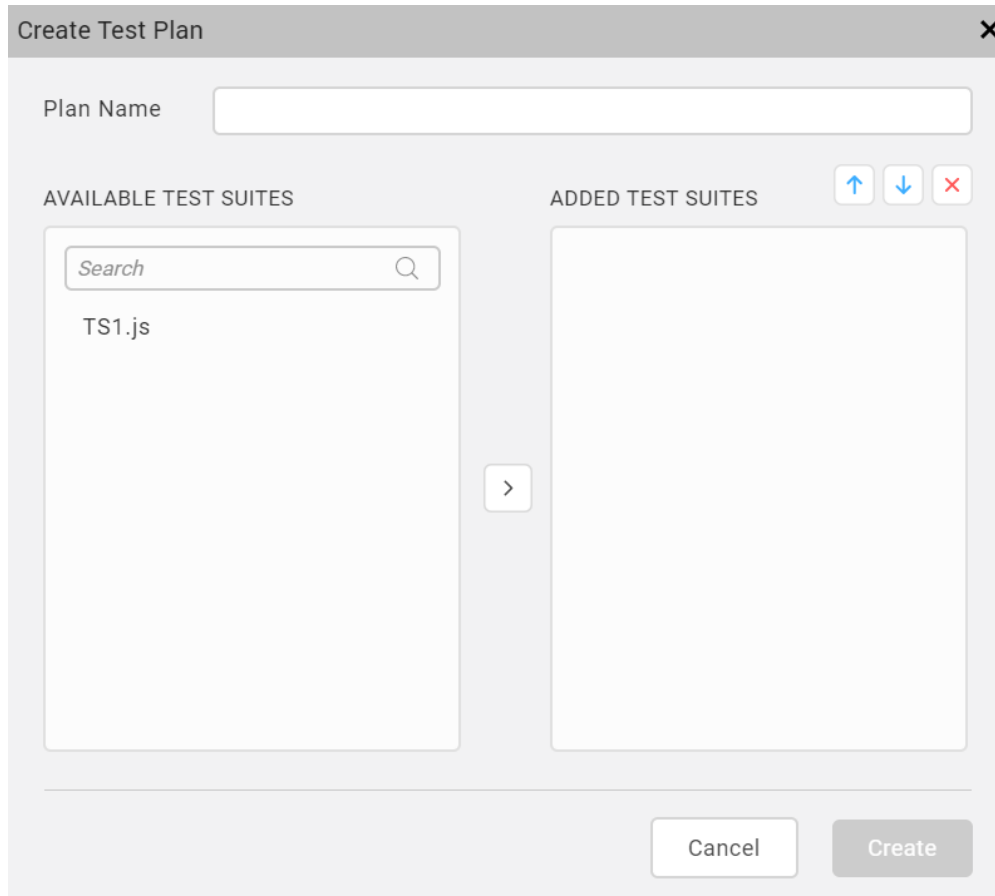 Create Test Plan
Plan Name
AVAILABLE TEST SUITES
ADDED TEST SUITES
Search
TS1.js
Cancel
Create